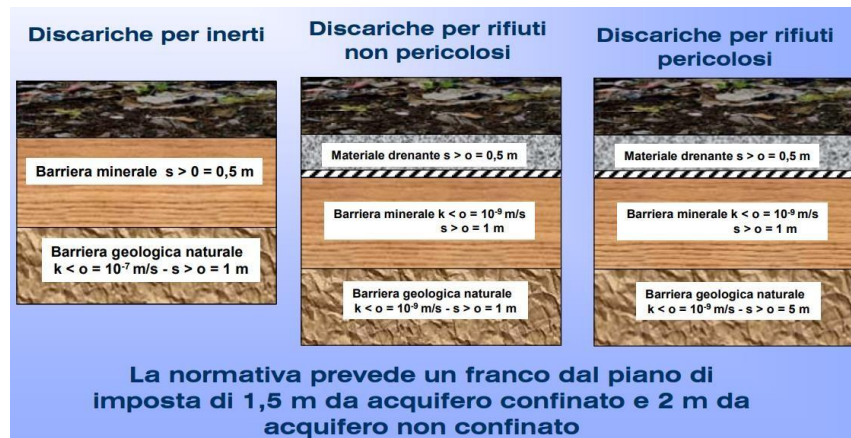 Discariche per inerti
Barriera minerale s > 0 = 0,5 m
Barriera geologica naturale
k < o = 10⁻⁷ m/s - s > o = 1 m
Discariche per rifiuti
non pericolosi
Materiale drenante s > o = 0,5 m
Barriera minerale k < o = 10⁻⁹ m/s
s > o = 1 m
Barriera geologica naturale
k < o = 10⁻⁹ m/s - s > o = 1 m
Discariche per rifiuti
pericolosi
Materiale drenante s > o = 0,5 m
Barriera minerale k < o = 10⁻⁹ m/s
s > o = 1 m
Barriera geologica naturale
k < o = 10⁻⁹ m/s - s > o = 5 m
La normativa prevede un franco dal piano di
imposta di 1,5 m da acquifero confinato e 2 m da
acquifero non confinato